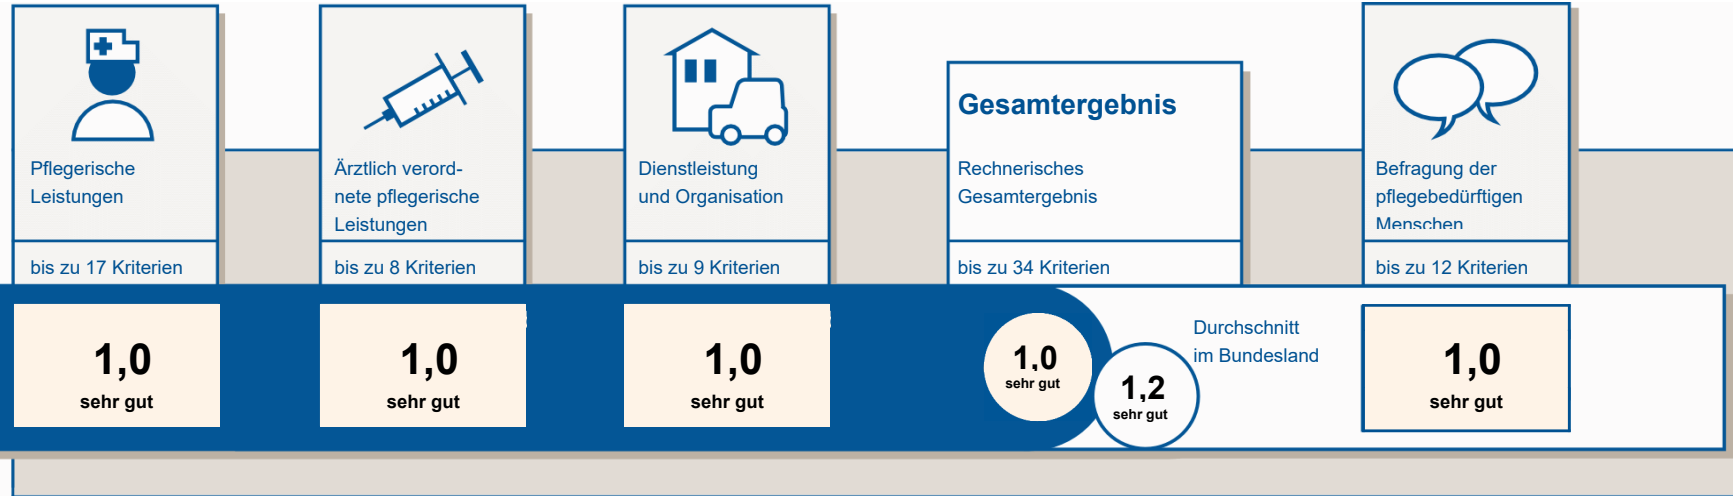 Pflegerische
Leistungen
bis zu 17 Kriterien
1,0
sehr gut
Ärztlich verord-
nete pflegerische
Leistungen
bis zu 8 Kriterien
1,0
sehr gut
Dienstleistung
und Organisation
bis zu 9 Kriterien
1,0
sehr gut
Gesamtergebnis
Rechnerisches
Gesamtergebnis
bis zu 34 Kriterien
1,0
sehr gut
1,2
sehr gut
Durchschnitt
im Bundesland
Befragung der
pflegebedürftigen
Menschen
bis zu 12 Kriterien
1,0
sehr gut